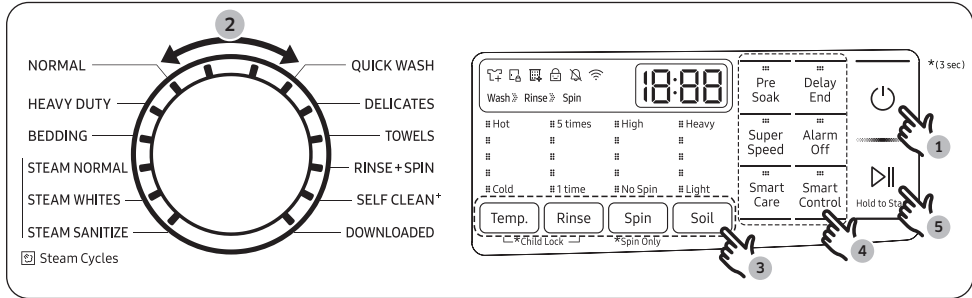 2
NORMAL
HEAVY DUTY
BEDDING
STEAM NORMAL
STEAM WHITES
STEAM SANITIZE
Steam Cycles
QUICK WASH
DELICATES
TOWELS
RINSE+SPIN
SELF CLEAN+
DOWNLOADED
18:88
Wash» Rinse» Spin
Hot 5 times High Heavy
Cold 1 time No Spin Light
Temp. Rinse Spin Soil
*Child Lock *Spin Only
3
Pre Delay
Soak End
Super Alarm
Speed Off
Smart Smart
Care Control
4
*(3 sec)
1
Hold to Sta
5